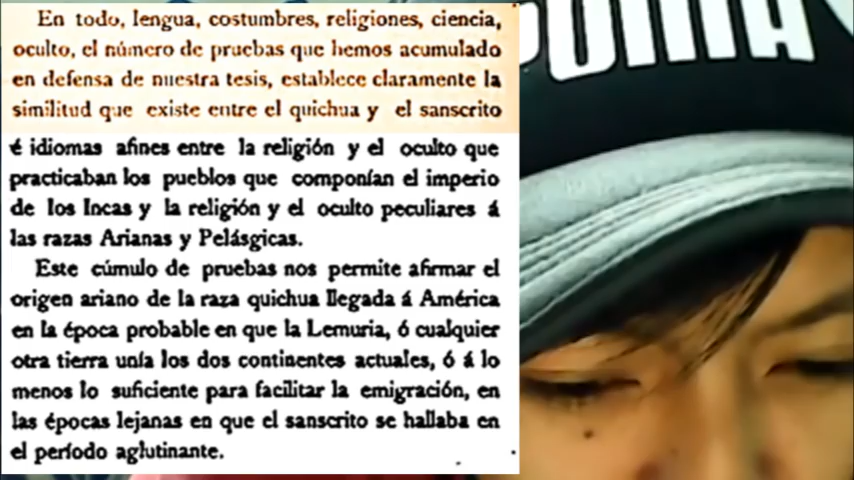 En todo, lengua, costumbres, religiones, ciencia,
oculto, el número de pruebas que hemos acumulado
en defensa de nuestra tesis, establece claramente la
similitud que existe entre el quichua y el sanscrito
é idiomas afines entre la religión y el oculto que
practicaban los pueblos que componían el imperio
de los Incas y la religión y el oculto peculiares á
las razas Arianas y Pelásgicas.
Este cúmulo de pruebas nos permite afirmar el
origen ariano de la raza quichua llegada á América
en la época probable en que la Lemuria, ó cualquier
otra tierra unía los dos continentes actuales, ó á lo
menos lo suficiente para facilitar la emigración, en
las épocas lejanas en que el sanscrito se hallaba en
el período aglutinante.
PUMA